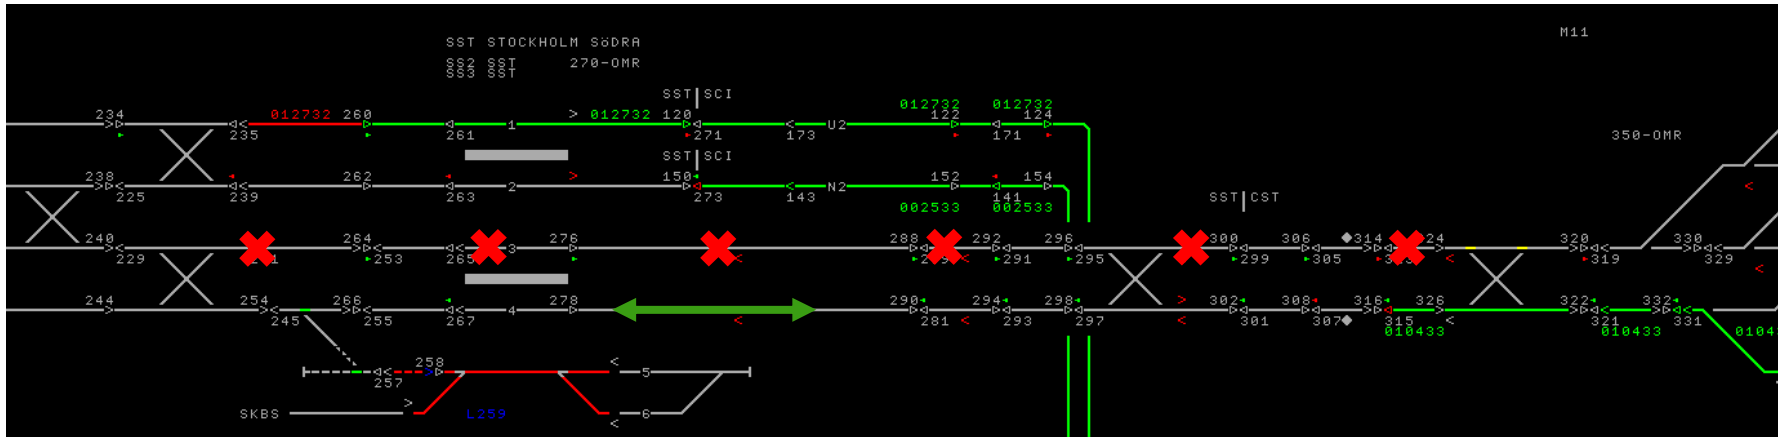 M11
SST STOCKHOLM SÖDRA
SS2 SST 270-OMR
SS3 SST
SST SCI
012732 012732
234 012732 260 > 012732 120 122 124
1 U2
235 261 271 173 171
350-OMR
SST SCI
238 262 150 152 154
2 N2
225 239 263 273 143 141
002533 002533
SST CST
240 264 276 288 292 296 300 306 314 320 330
3
229 253 265 291 295 299 305 319 329
244 254 266 278 290 294 298 302 308 316 326 322 332
4
245 255 267 281 293 297 301 307 315 321 331
010433 010433
258
257 5
SKBS L259 6